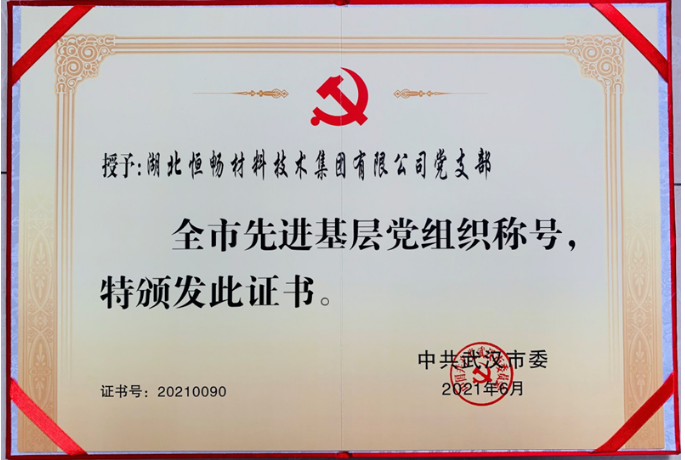 授予:湖北恒畅材料技术集团有限公司党支部
全市先进基层党组织称号，
特颁发此证书。
中共武汉市委
2021年6月
证书号：20210090